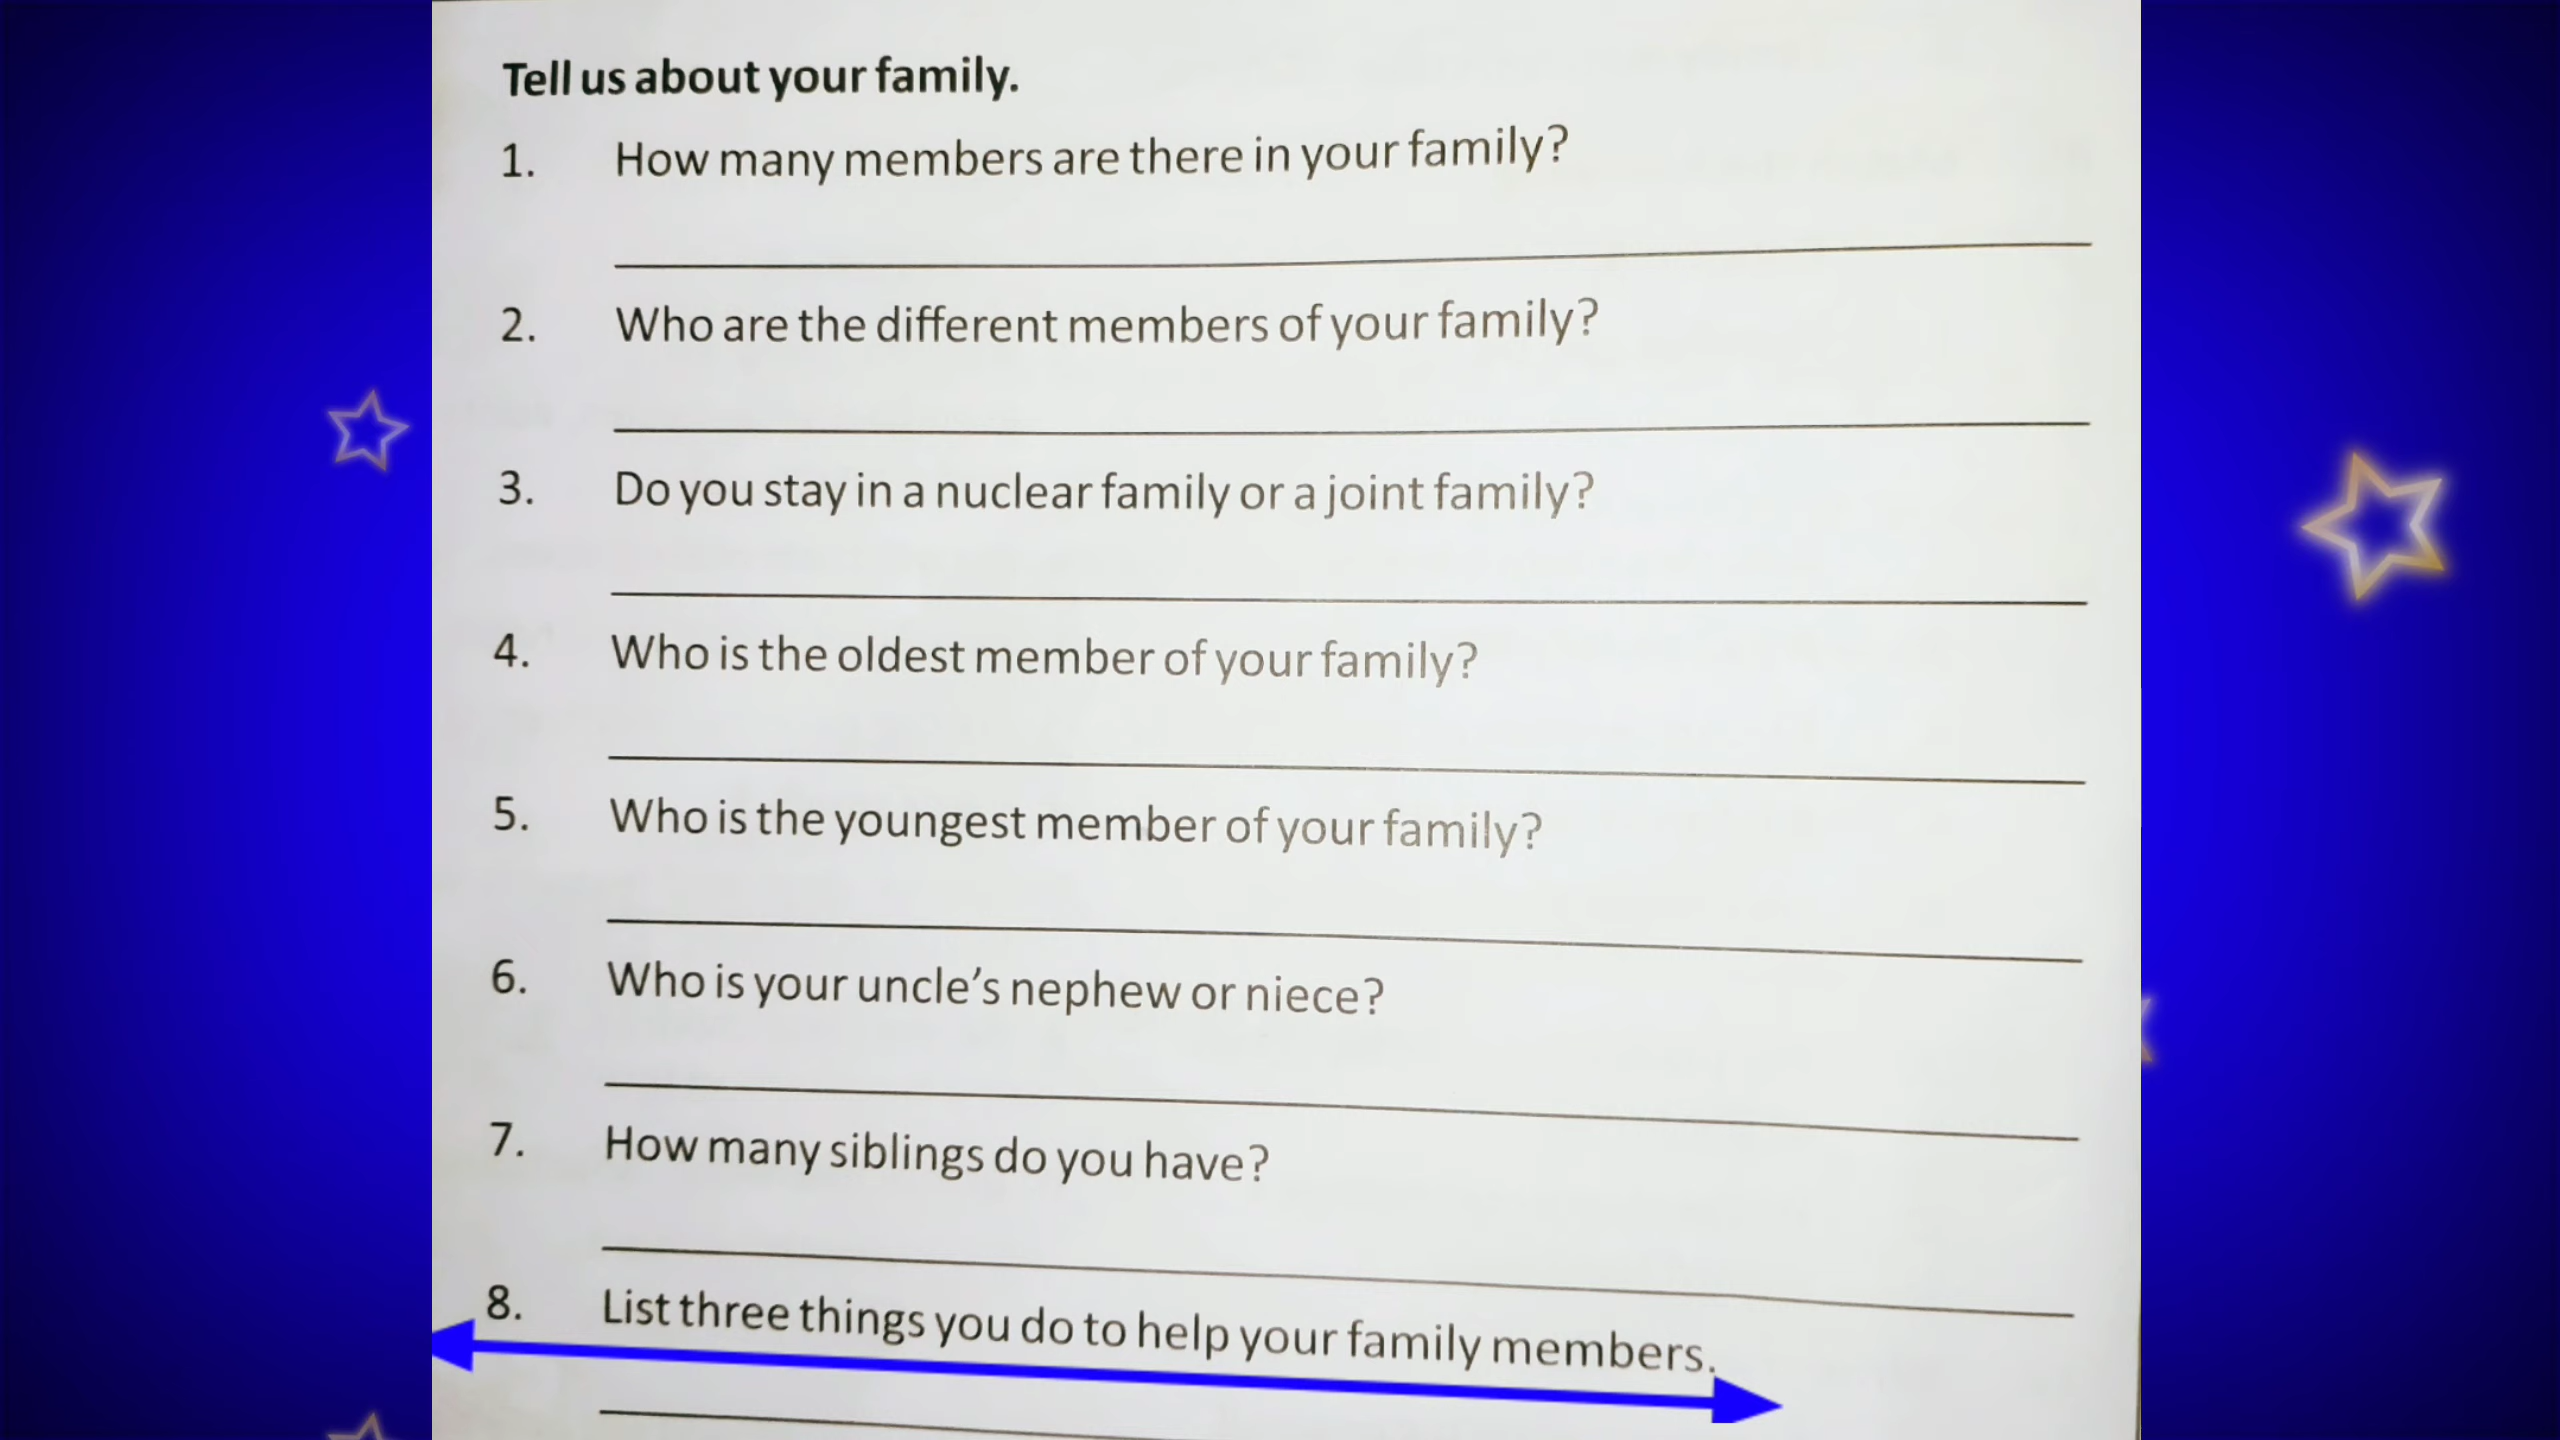 Tell us about your family.
1. How many members are there in your family?
2. Who are the different members of your family?
3. Do you stay in a nuclear family or a joint family?
4. Who is the oldest member of your family?
5. Who is the youngest member of your family?
6. Who is your uncle's nephew or niece?
7. How many siblings do you have?
8. List three things you do to help your family members.